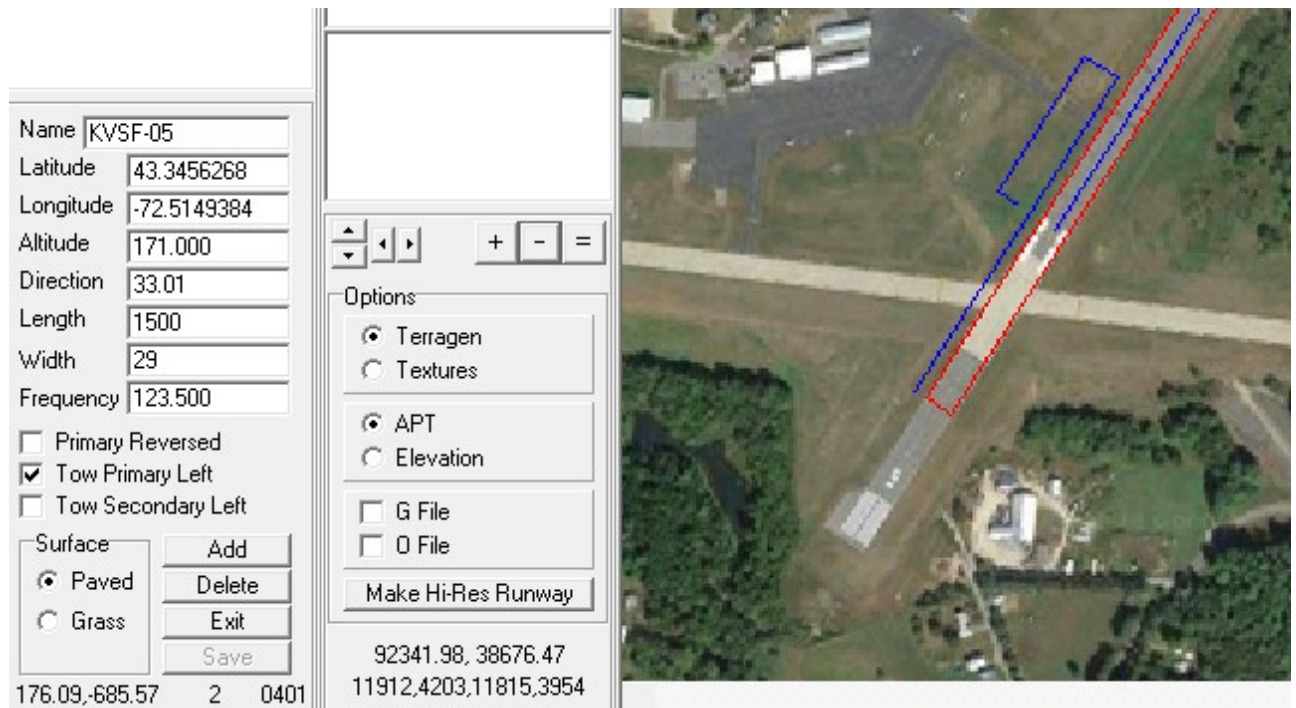 Name KVSF-05
Latitude 43.3456268
Longitude -72.5149384
Altitude 171.000
Direction 33.01
Length 1500
Width 29
Frequency 123.500
Primary Reversed
Tow Primary Left
Tow Secondary Left
Surface
Paved
Grass
Add
Delete
Exit
Save
176.09,-685.57 2 0401
+ - =
Options
Terragen
Textures
APT
Elevation
G File
O File
Make Hi-Res Runway
92341.98, 38676.47
11912,4203,11815,3954